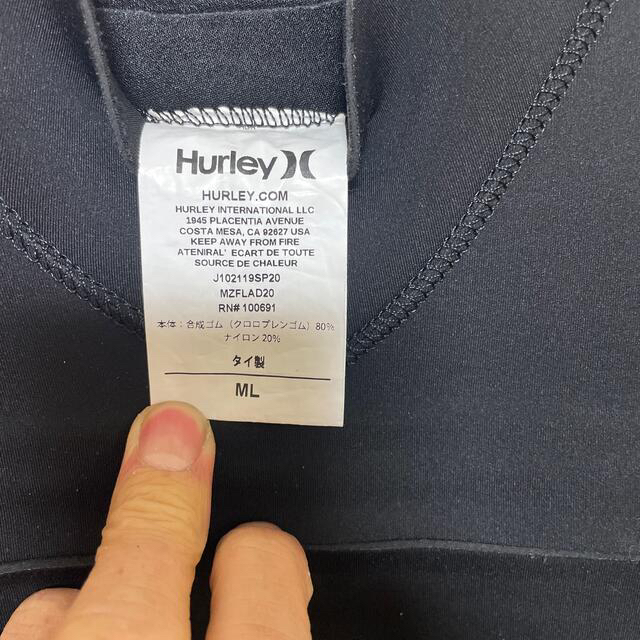 Hurley
HURLEY.COM
HURLEY INTERNATIONAL LLC
1945 PLACENTIA AVENUE
COSTA MESA, CA 92627 USA
KEEP AWAY FROM FIRE
ATENIRAL' ECART DE TOUTE
SOURCE DE CHALEUR
J102119SP20
MZFLAD20
RN# 100691
本体：合成ゴム（クロロプレンゴム）80%
ナイロン 20%
タイ製
ML